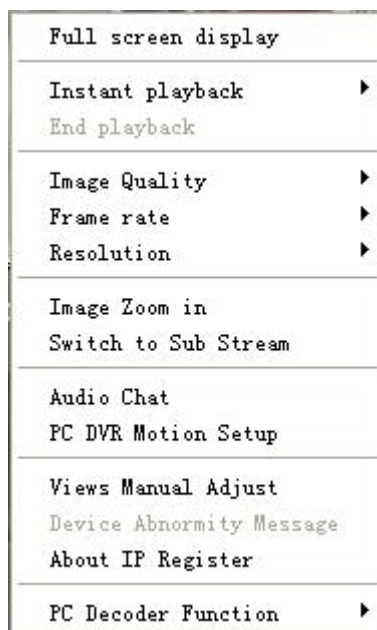 Full screen display
Instant playback
End playback
Image Quality
Frame rate
Resolution
Image Zoom in
Switch to Sub Stream
Audio Chat
PC DVR Motion Setup
Views Manual Adjust
Device Abnormity Message
About IP Register
PC Decoder Function